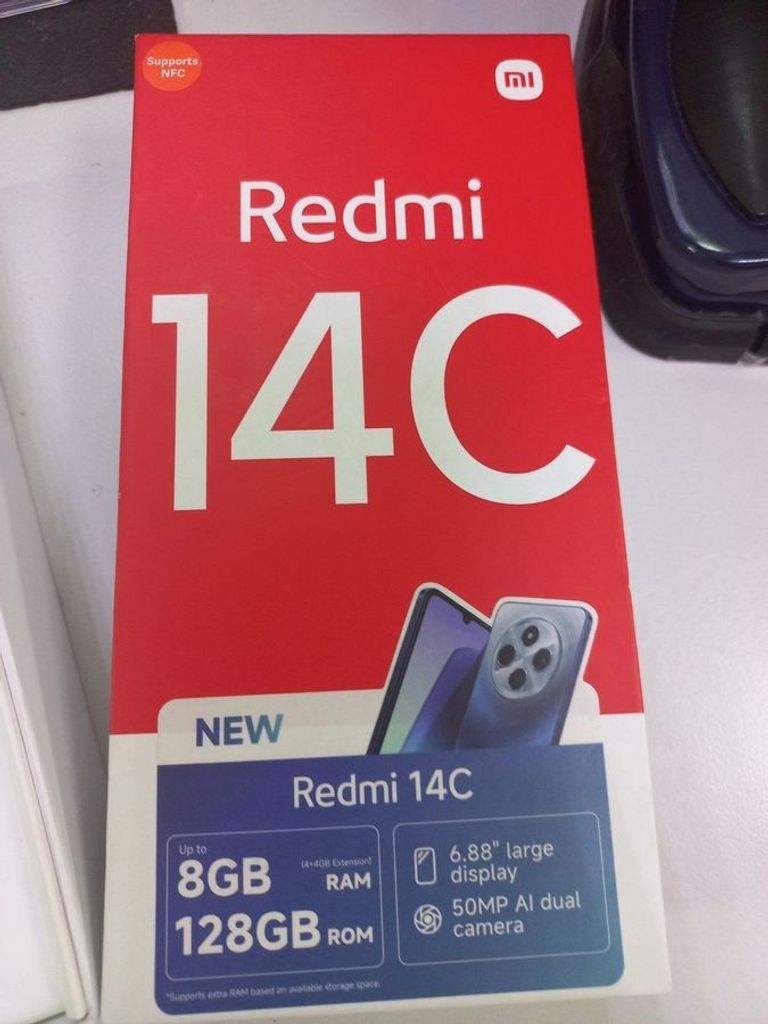 Supports
NFC
mi
Redmi
14C
NEW
Redmi 14C
Up to
8GB (4+4GB Extension) RAM
128GB ROM
6.88" large
display
50MP AI dual
camera
*Supports extra RAM based on available storage space.